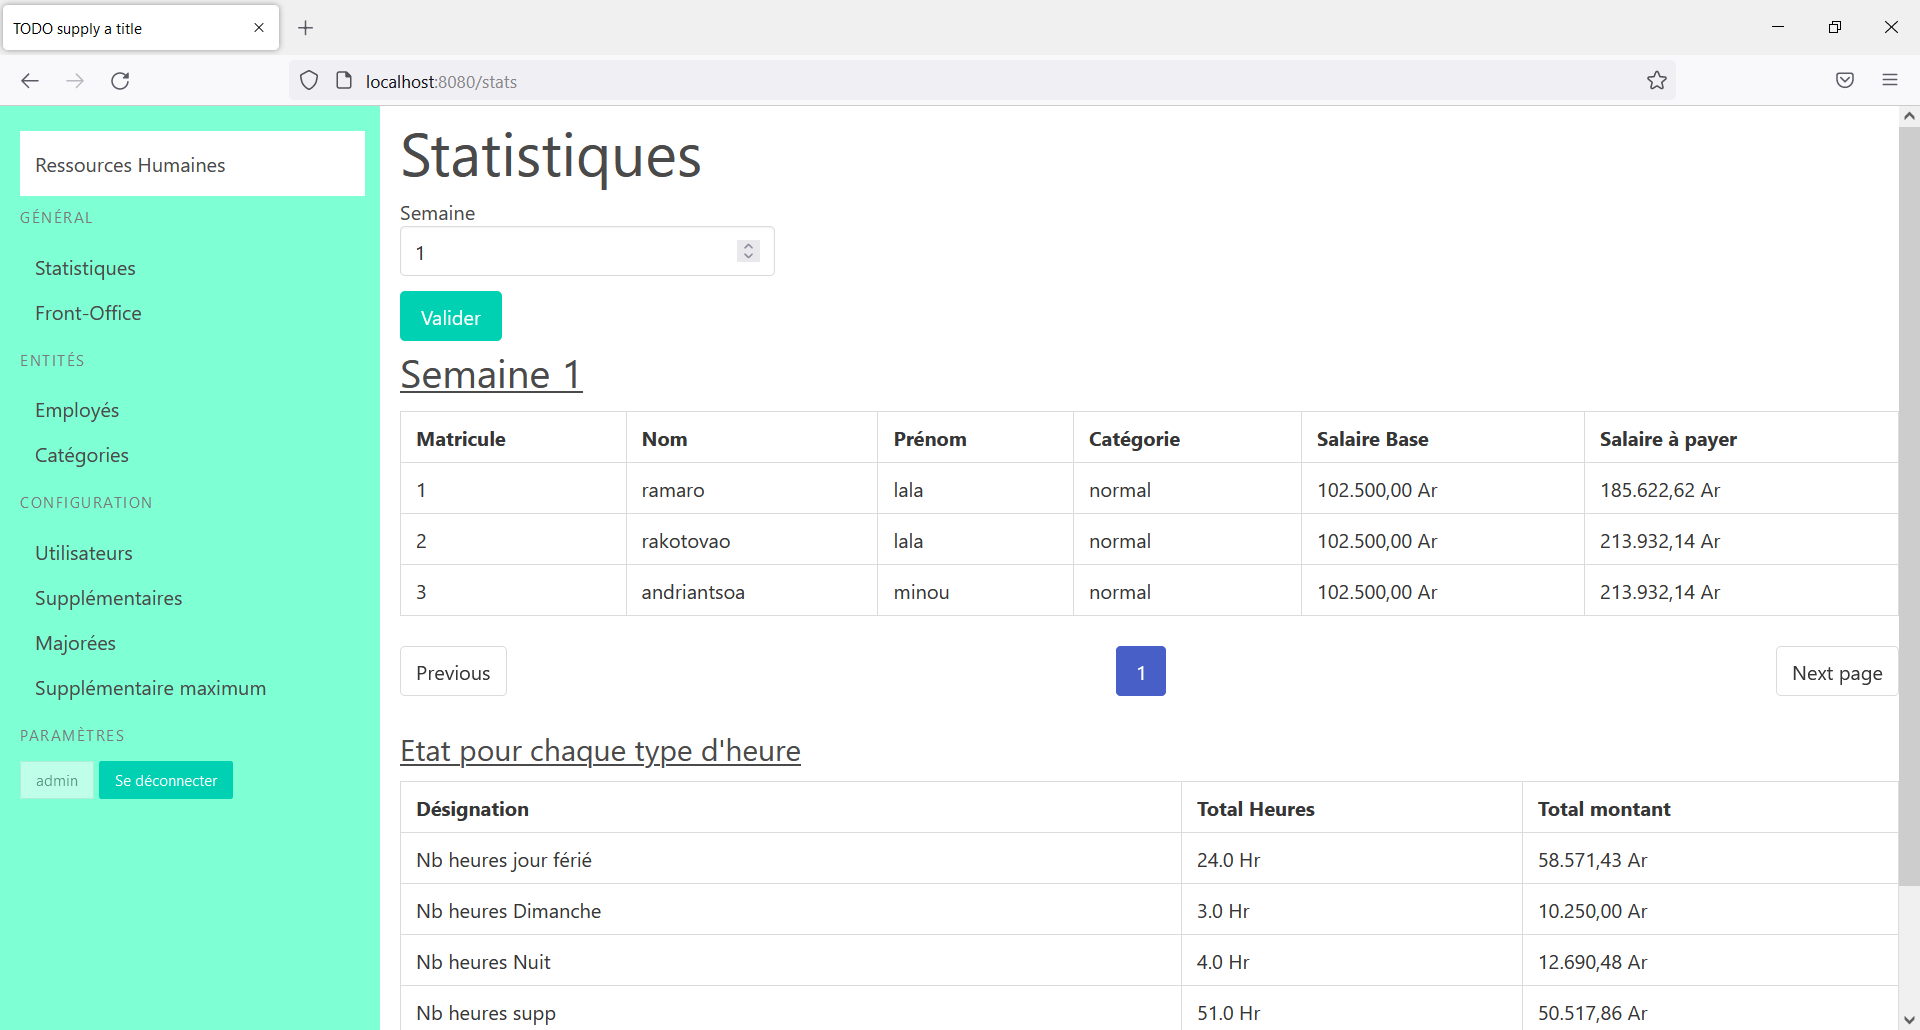 TODO supply a title
localhost:8080/stats
Ressources Humaines
GÉNÉRAL
Statistiques
Front-Office
ENTITÉS
Employés
Catégories
CONFIGURATION
Utilisateurs
Supplémentaires
Majorées
Supplémentaire maximum
PARAMÈTRES
admin Se déconnecter
Statistiques
Semaine
1
Valider
Semaine 1
Matricule Nom Prénom Catégorie Salaire Base Salaire à payer
1 ramaro lala normal 102.500,00 Ar 185.622,62 Ar
2 rakotovao lala normal 102.500,00 Ar 213.932,14 Ar
3 andriantsoa minou normal 102.500,00 Ar 213.932,14 Ar
Previous 1 Next page
Etat pour chaque type d'heure
Désignation Total Heures Total montant
Nb heures jour férié 24.0 Hr 58.571,43 Ar
Nb heures Dimanche 3.0 Hr 10.250,00 Ar
Nb heures Nuit 4.0 Hr 12.690,48 Ar
Nb heures supp 51.0 Hr 50.517,86 Ar